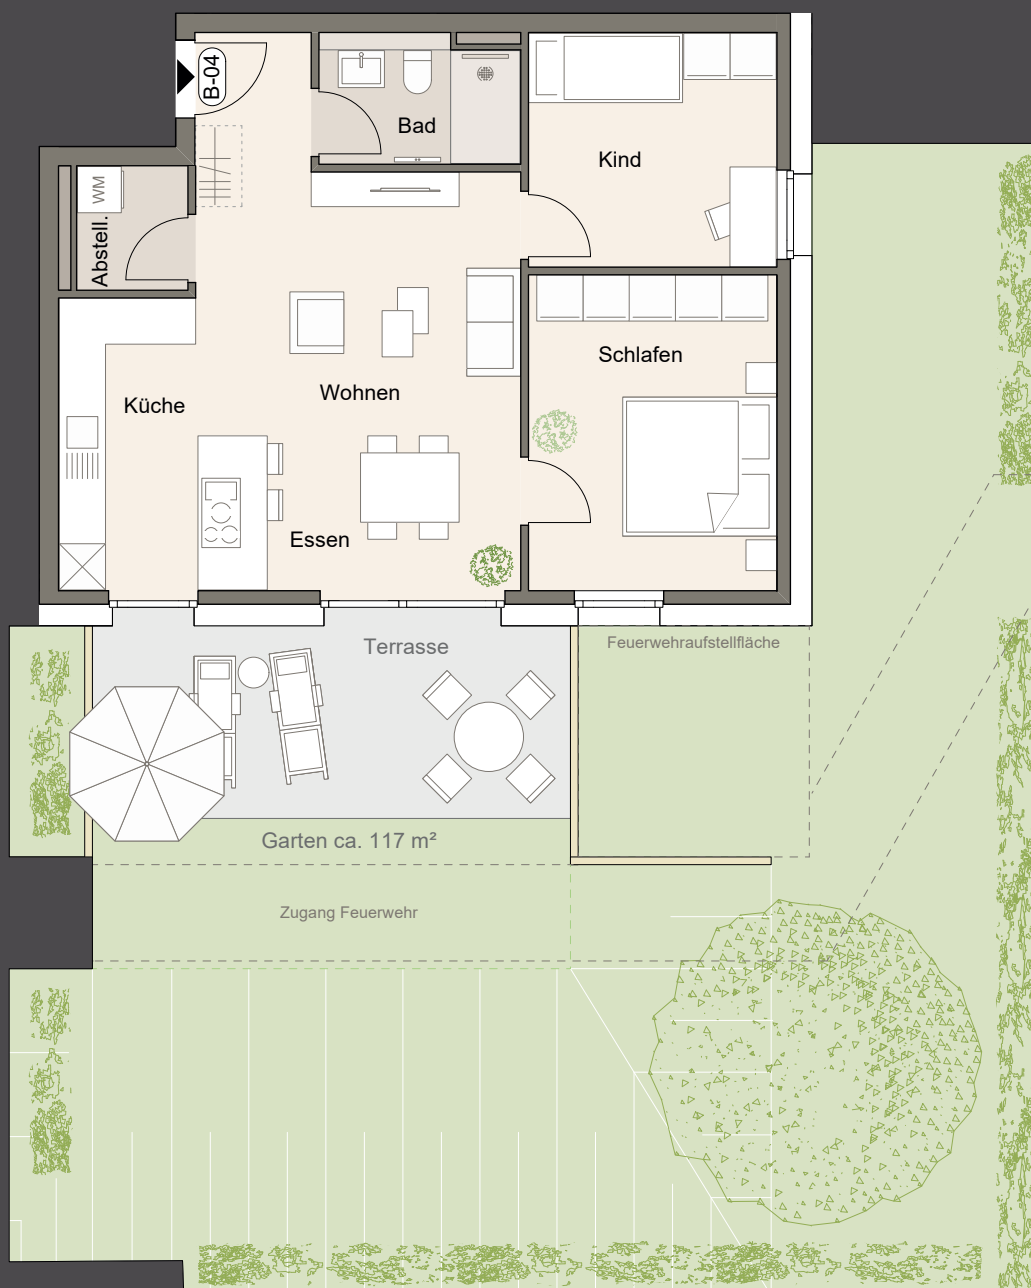 B-04
Bad
Kind
WM
Abstell.
Schlafen
Küche
Wohnen
Essen
Terrasse
Feuerwehraufstellfläche
Garten ca. 117 m²
Zugang Feuerwehr